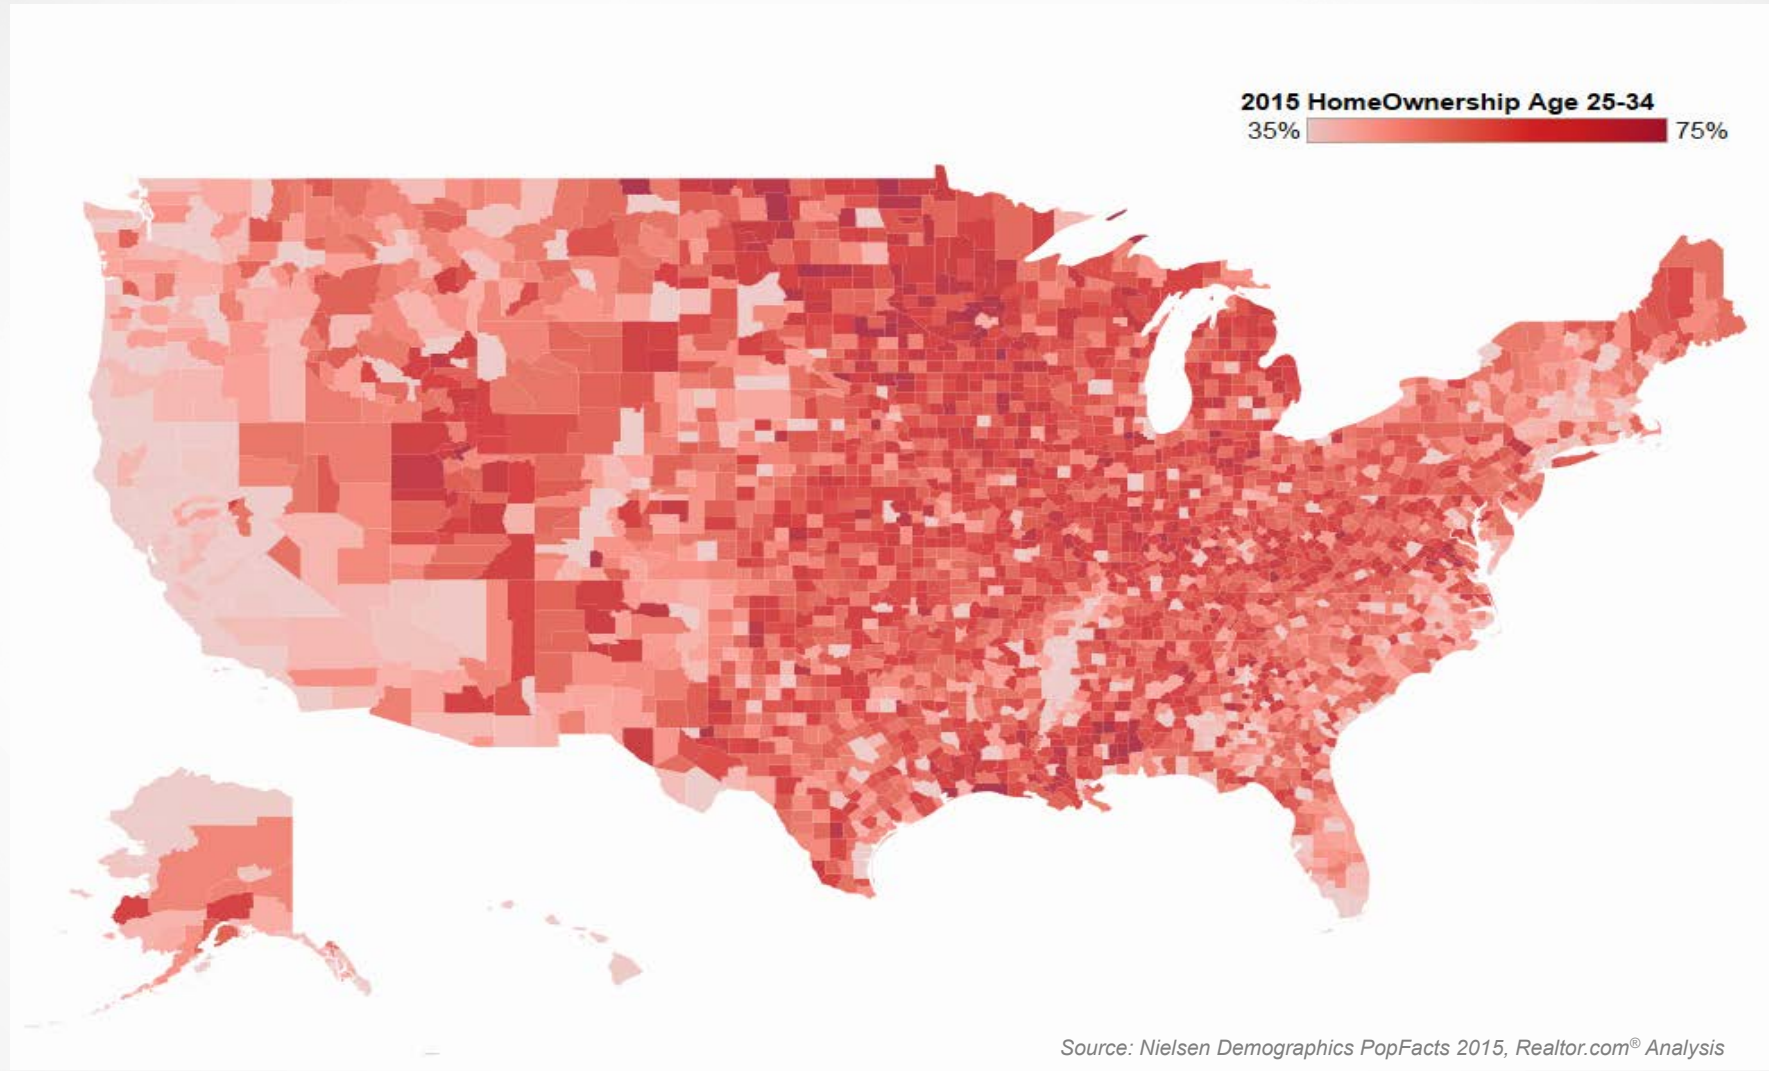 2015 HomeOwnership Age 25-34
35% 75%
Source: Nielsen Demographics PopFacts 2015, Realtor.com® Analysis